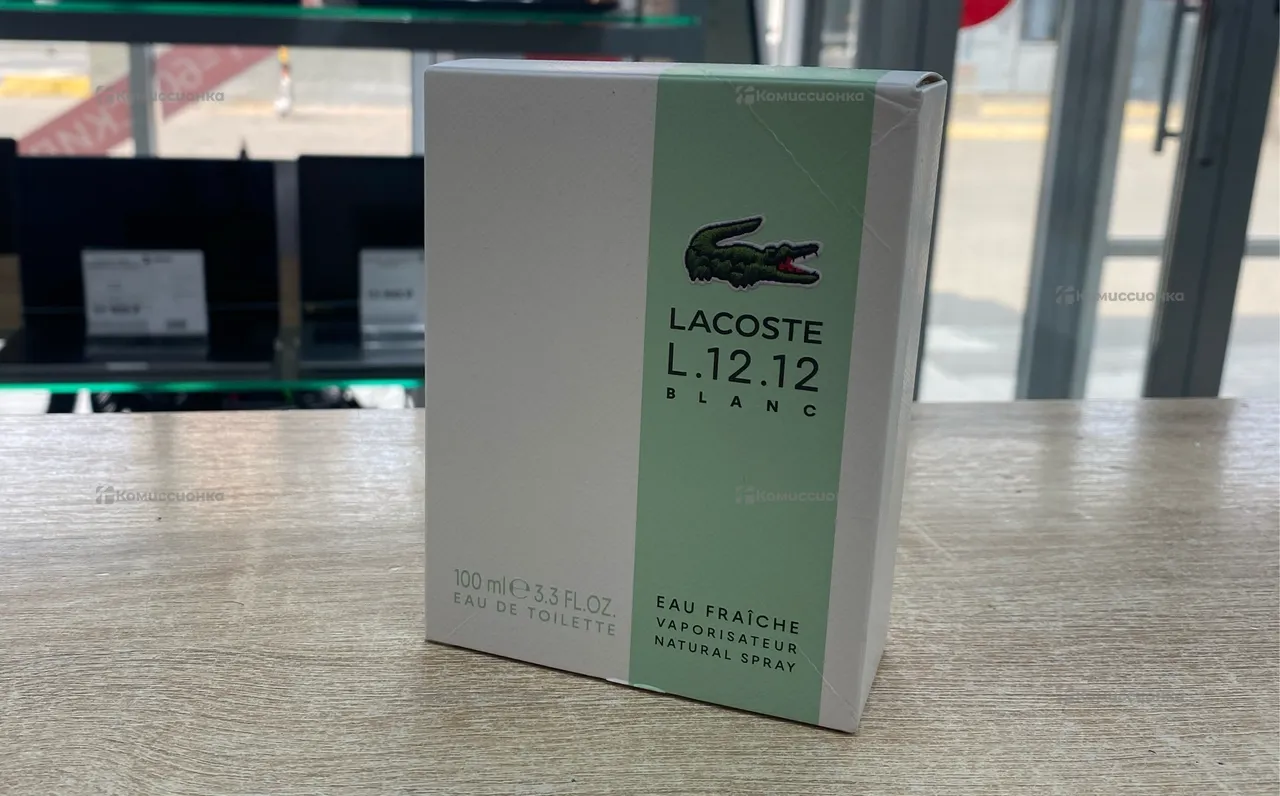 Комиссионка
Комиссионка
LACOSTE
L.12.12
BLANC
Комиссионка
Комиссионка
Комиссионка
100 ml ℮ 3.3 FL.OZ.
EAU DE TOILETTE
EAU FRAÎCHE
VAPORISATEUR
NATURAL SPRAY